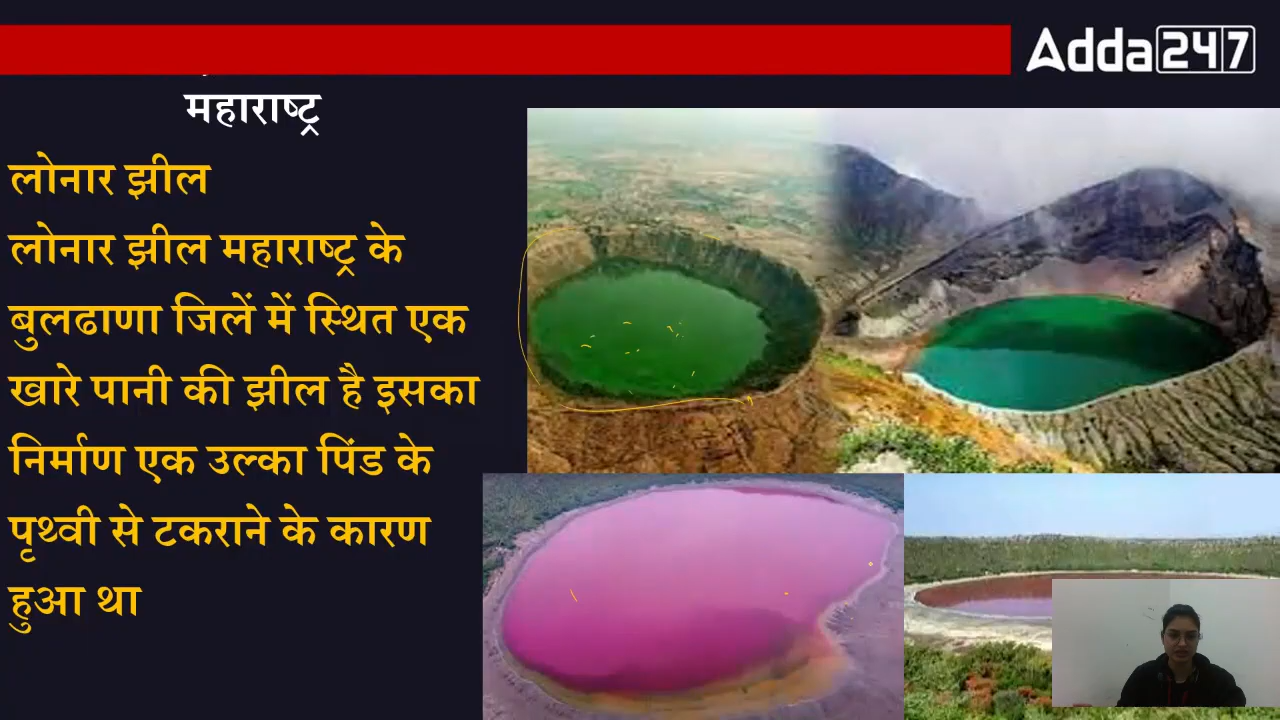 Adda247
महाराष्ट्र
लोनार झील
लोनार झील महाराष्ट्र के
बुलढाणा जिलें में स्थित एक
खारे पानी की झील है इसका
निर्माण एक उल्का पिंड के
पृथ्वी से टकराने के कारण
हुआ था